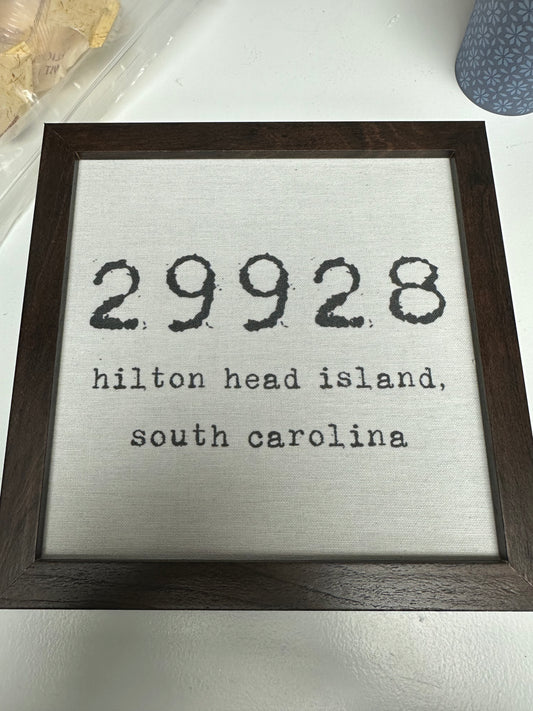 29928
hilton head island,
south carolina